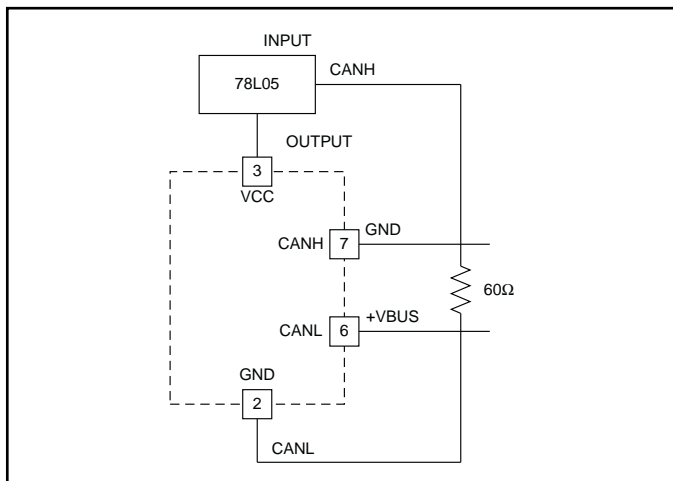 INPUT
78L05
CANH
OUTPUT
3
VCC
CANH
7
GND
60Ω
CANL
6
+VBUS
GND
2
CANL